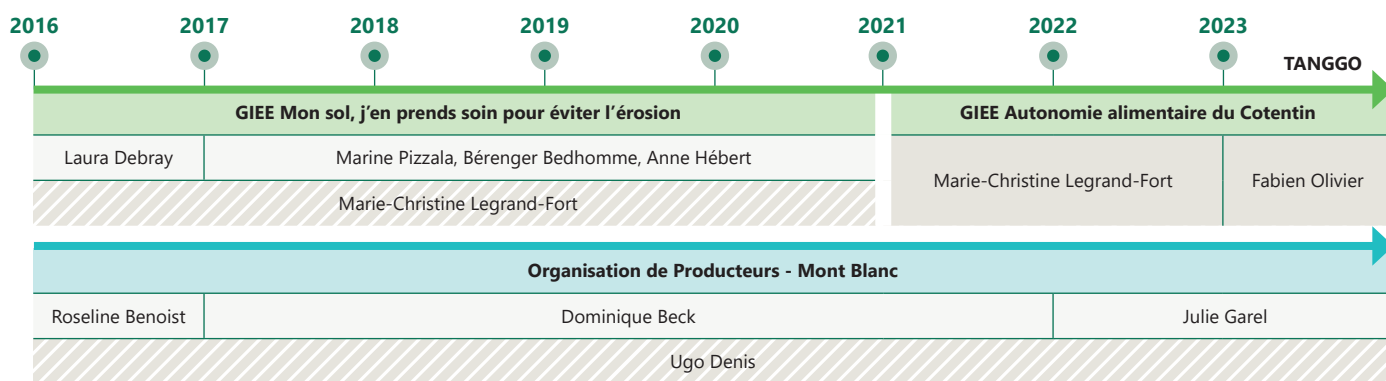 2016 2017 2018 2019 2020 2021 2022 2023
TANGGO
GIEE Mon sol, j’en prends soin pour éviter l’érosion GIEE Autonomie alimentaire du Cotentin
Laura Debray Marine Pizzala, Bérenger Bedhomme, Anne Hébert
Marie-Christine Legrand-Fort Fabien Olivier
Marie-Christine Legrand-Fort
Organisation de Producteurs - Mont Blanc
Roseline Benoist Dominique Beck Julie Garel
Ugo Denis